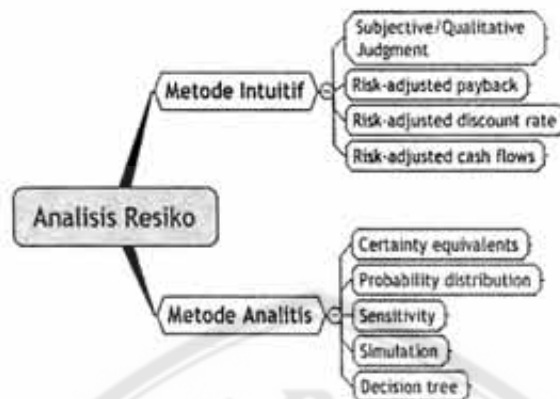 Analisis Resiko
Metode Intuitif
Subjective/Qualitative
Judgment
Risk-adjusted payback
Risk-adjusted discount rate
Risk-adjusted cash flows
Metode Analitis
Certainty equivalents
Probability distribution
Sensitivity
Simulation
Decision tree